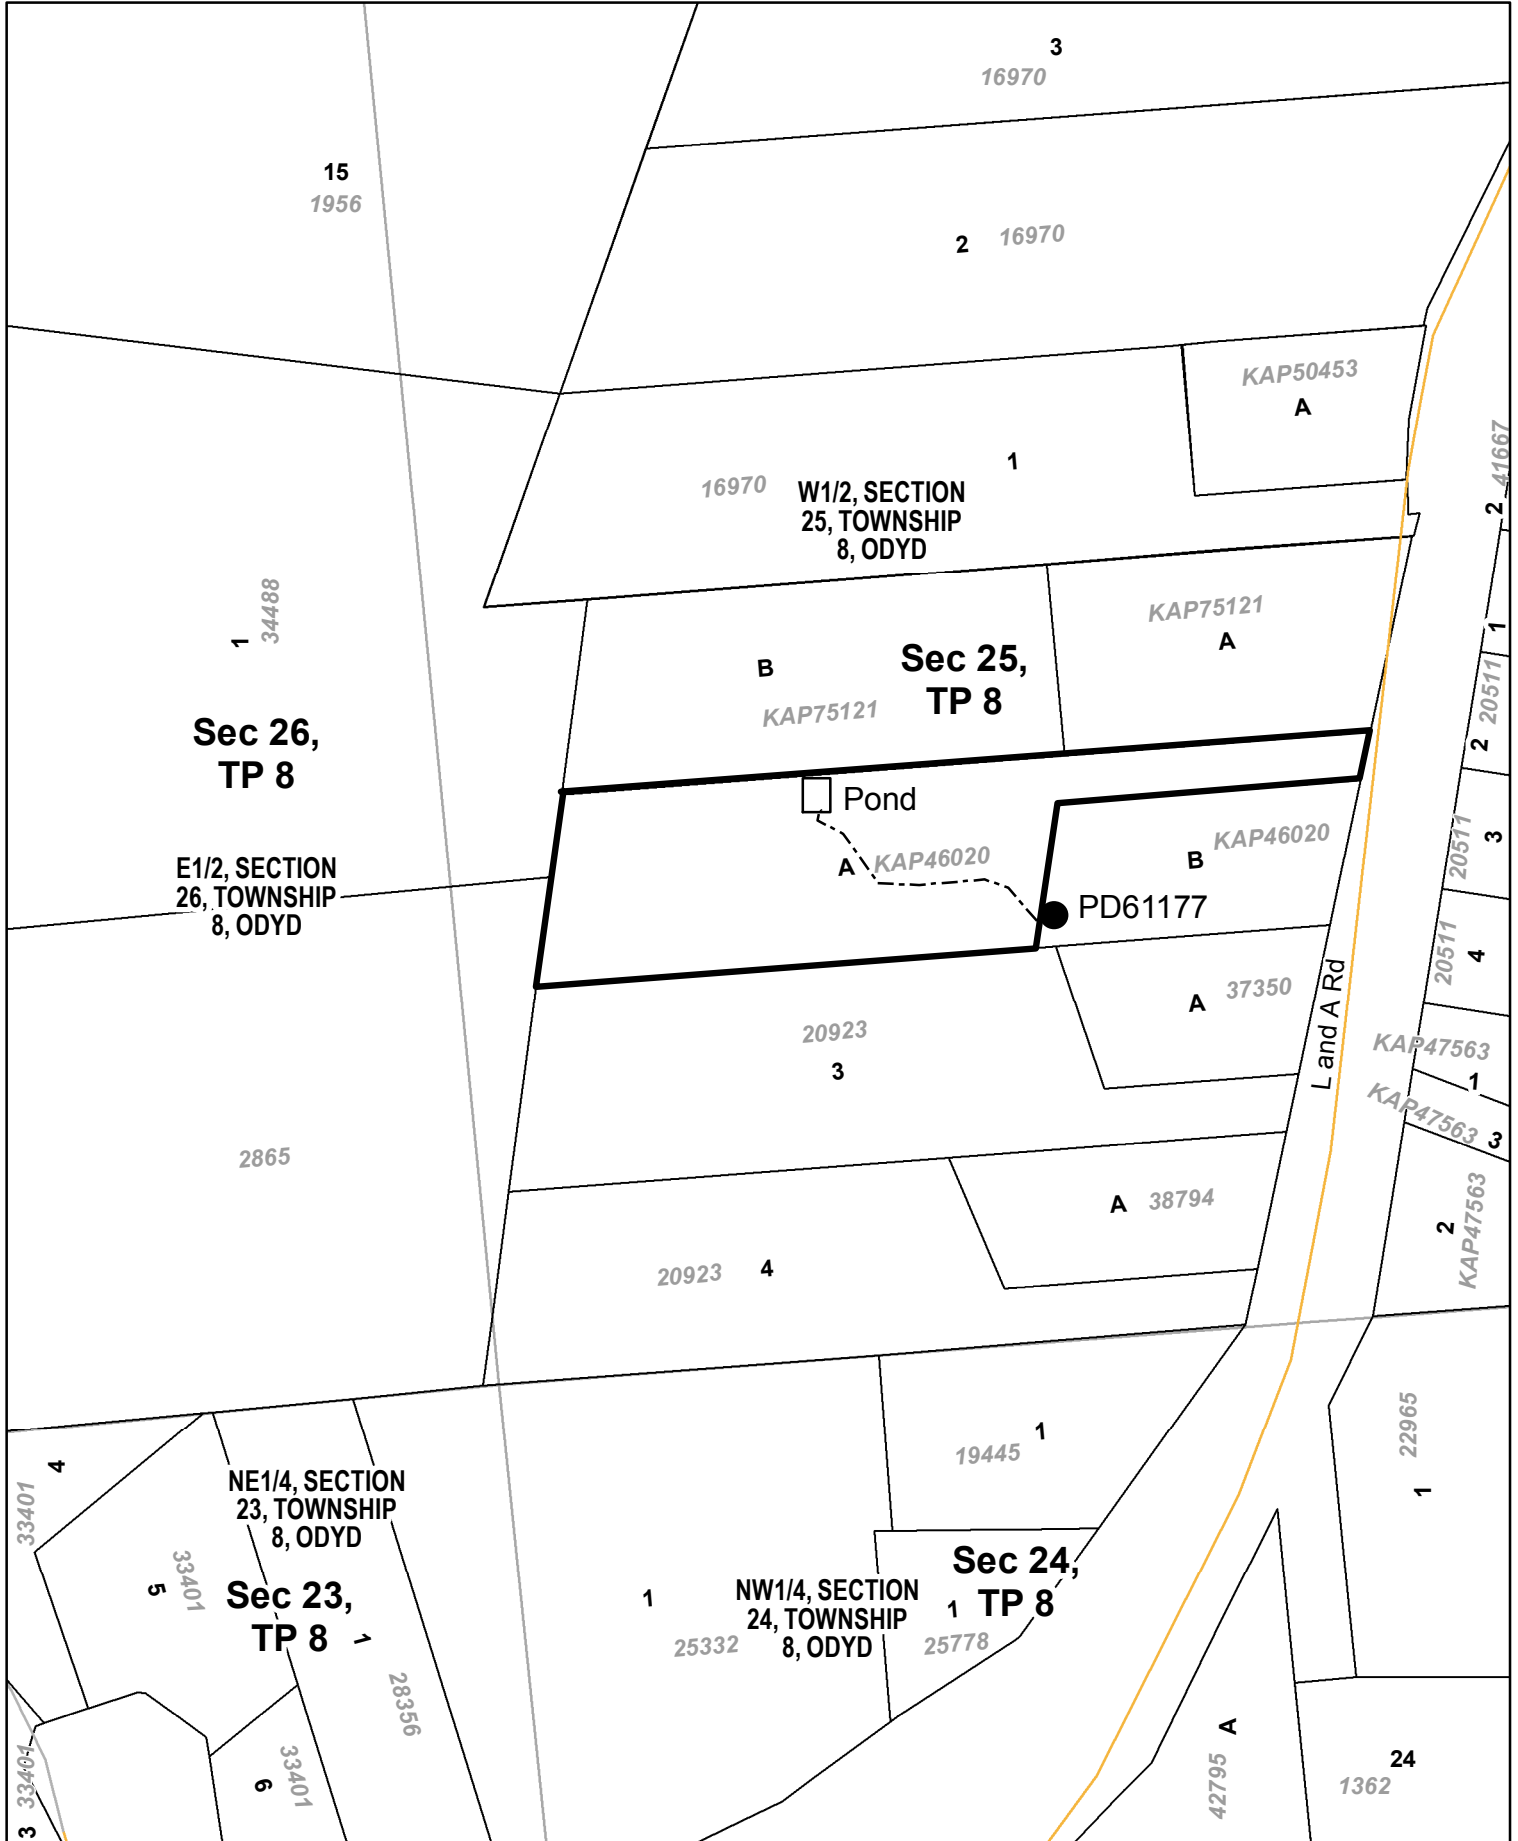 3
16970
15
1956
2 16970
KAP50453
A
41667
2
1
16970
W1/2, SECTION
25, TOWNSHIP
8, ODYD
34488
1
KAP75121
A
1
B
Sec 25,
TP 8
KAP75121
20511
2
Sec 26,
TP 8
Pond
KAP46020
B
20511
3
A KAP46020
E1/2, SECTION
26, TOWNSHIP
8, ODYD
PD61177
20511
4
A 37350
L and A Rd
20923
3
KAP47563
1
KAP47563 3
2865
A 38794
2
KAP47563
20923 4
22965
1
19445 1
4
33401
NE1/4, SECTION
23, TOWNSHIP
8, ODYD
5
33401
Sec 23,
TP 8
1
28356
1
25332
NW1/4, SECTION
24, TOWNSHIP
8, ODYD
Sec 24,
TP 8
1
25778
A
42795
24
1362
33401
3
6
33401